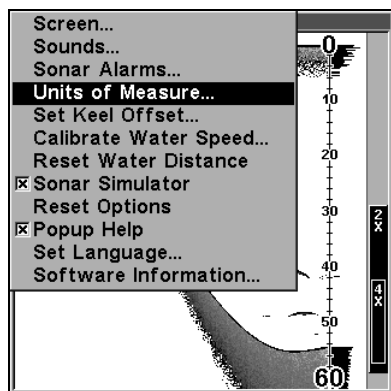 Screen...
Sounds...
Sonar Alarms...
Units of Measure...
Set Keel Offset...
Calibrate Water Speed...
Reset Water Distance
Sonar Simulator
Reset Options
Popup Help
Set Language...
Software Information...
0
10
20
30
40
50
60
2X
4X